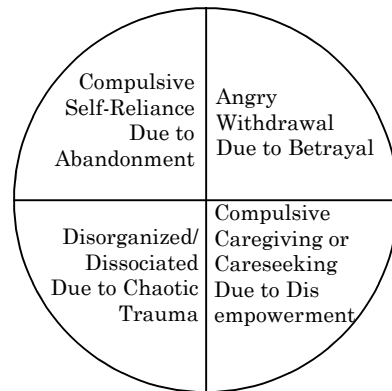 Compulsive
Self-Reliance
Due to
Abandonment
Angry
Withdrawal
Due to Betrayal
Disorganized/
Dissociated
Due to Chaotic
Trauma
Compulsive
Caregiving or
Careseeking
Due to Dis
empowerment